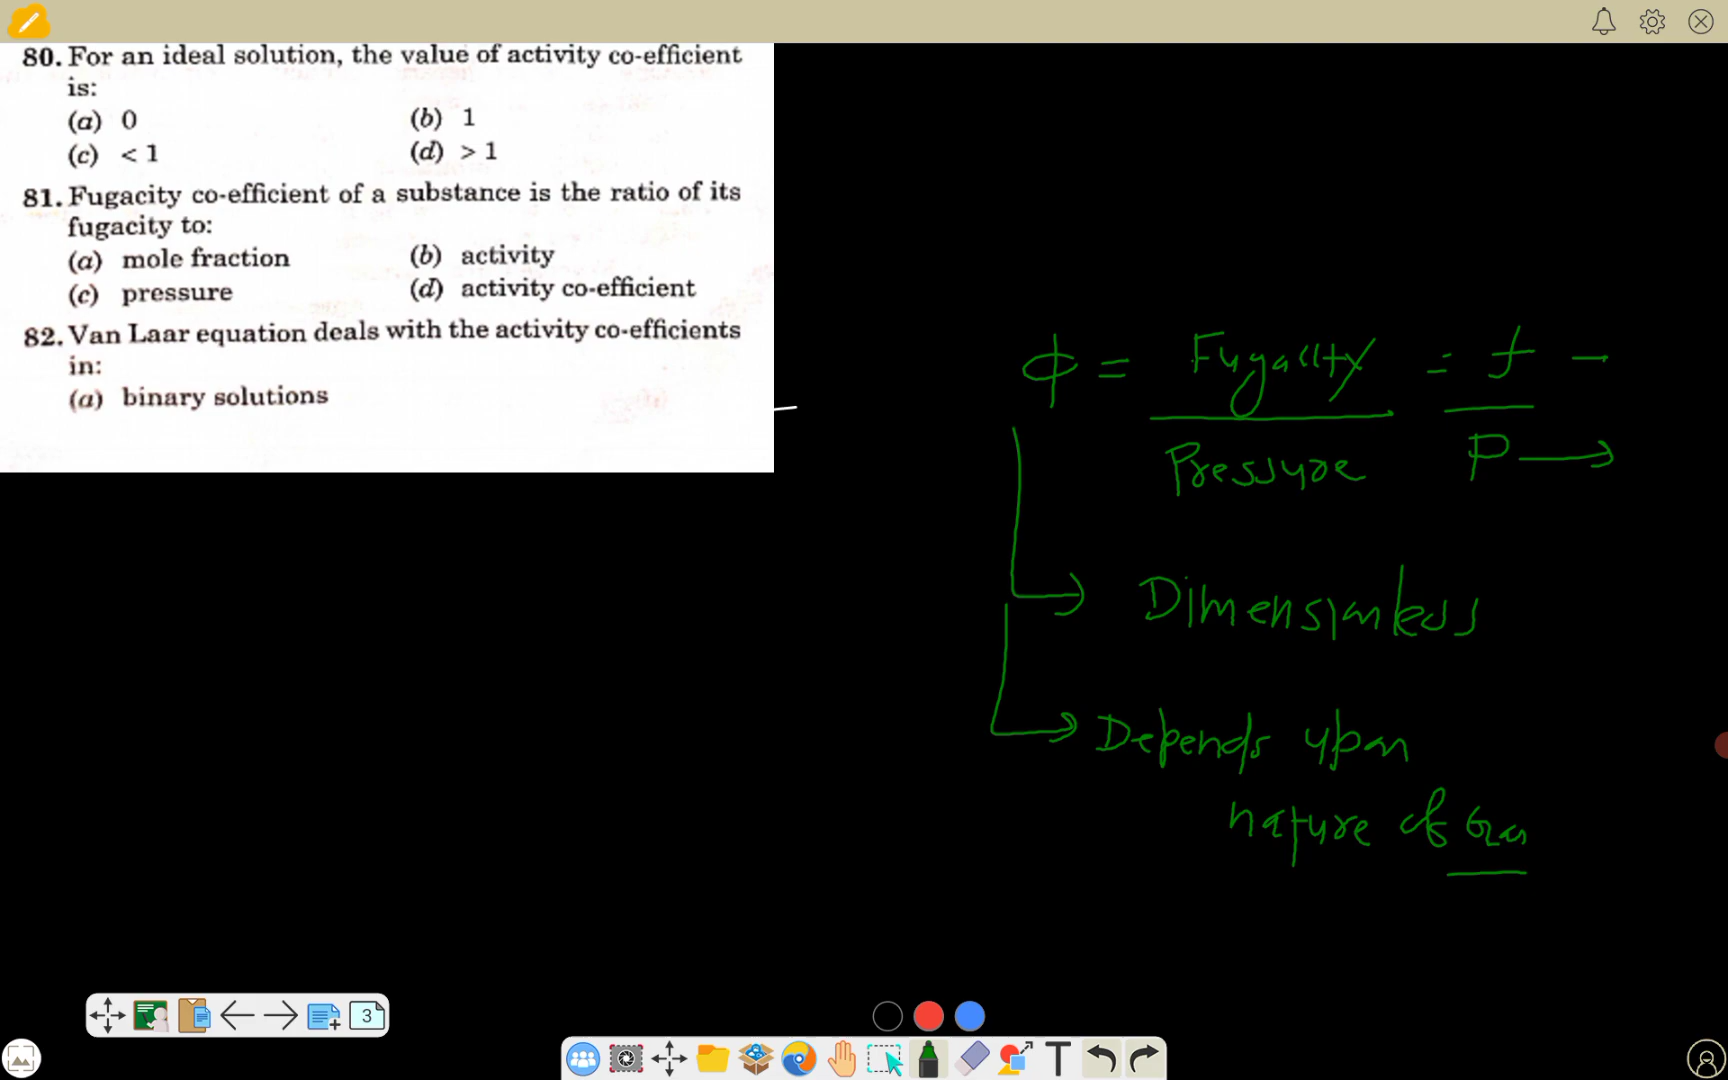 80. For an ideal solution, the value of activity co-efficient
is:
(a) 0 (b) 1
(c) < 1 (d) > 1
81. Fugacity co-efficient of a substance is the ratio of its
fugacity to:
(a) mole fraction (b) activity
(c) pressure (d) activity co-efficient
82. Van Laar equation deals with the activity co-efficients
in:
(a) binary solutions
ϕ = Fugacity = f
Pressure P
Dimensionless
Depends upon
nature of Gas
3
T